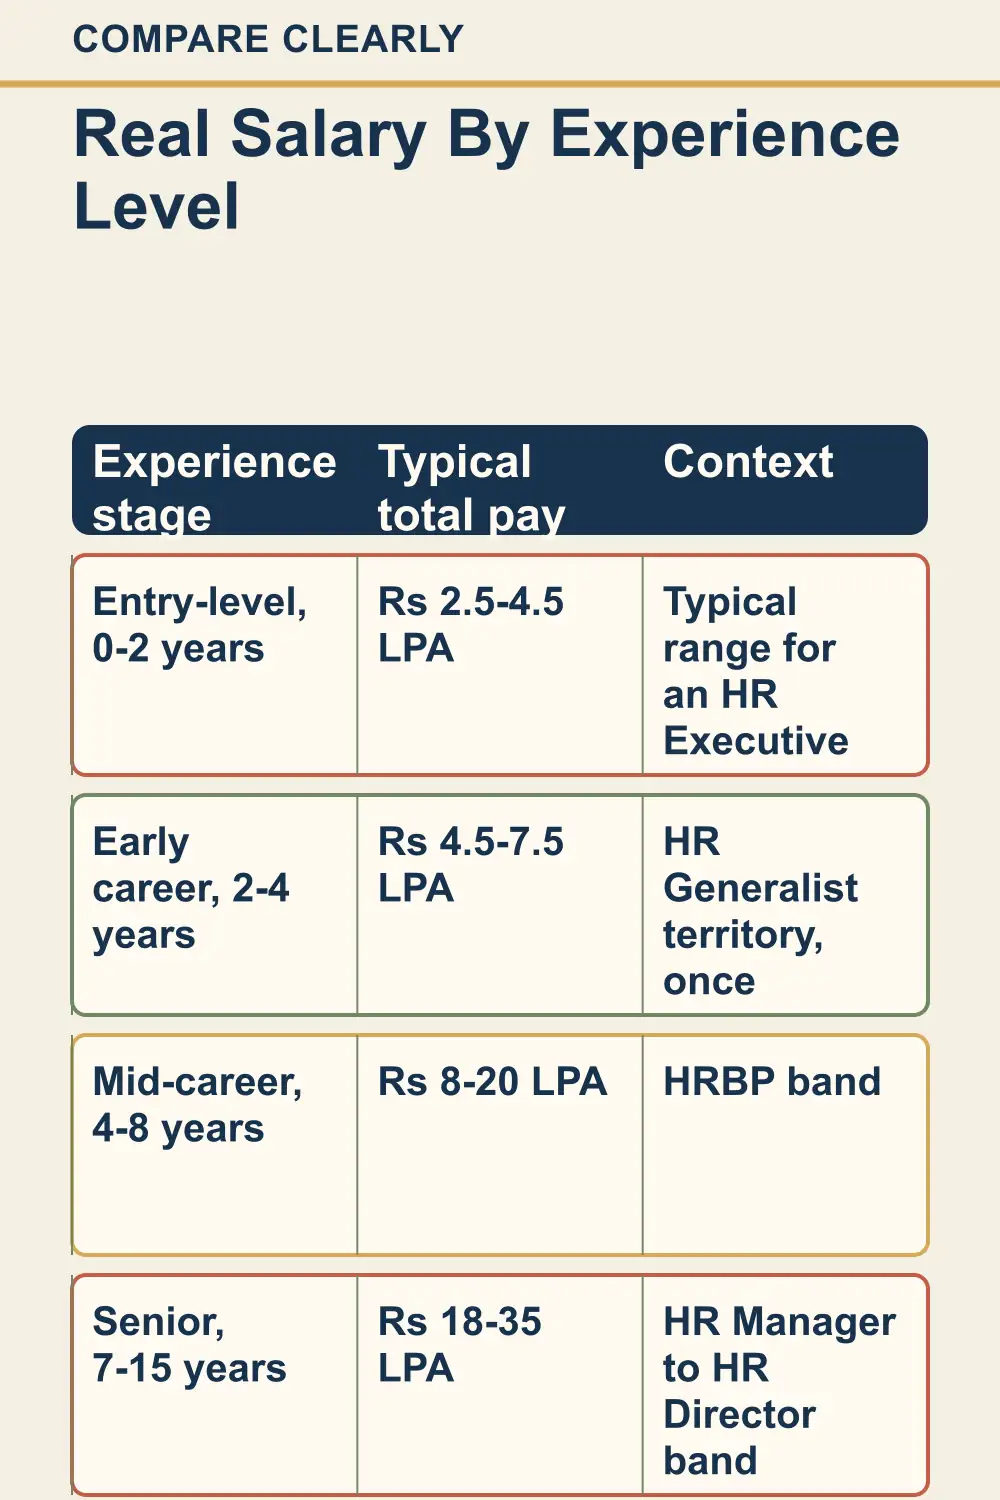 COMPARE CLEARLY
Real Salary By Experience
Level
Experience
stage
Typical
total pay
Context
Entry-level,
0-2 years
Rs 2.5-4.5
LPA
Typical
range for
an HR
Executive
Early
career, 2-4
years
Rs 4.5-7.5
LPA
HR
Generalist
territory,
once
Mid-career,
4-8 years
Rs 8-20 LPA
HRBP band
Senior,
7-15 years
Rs 18-35
LPA
HR Manager
to HR
Director
band